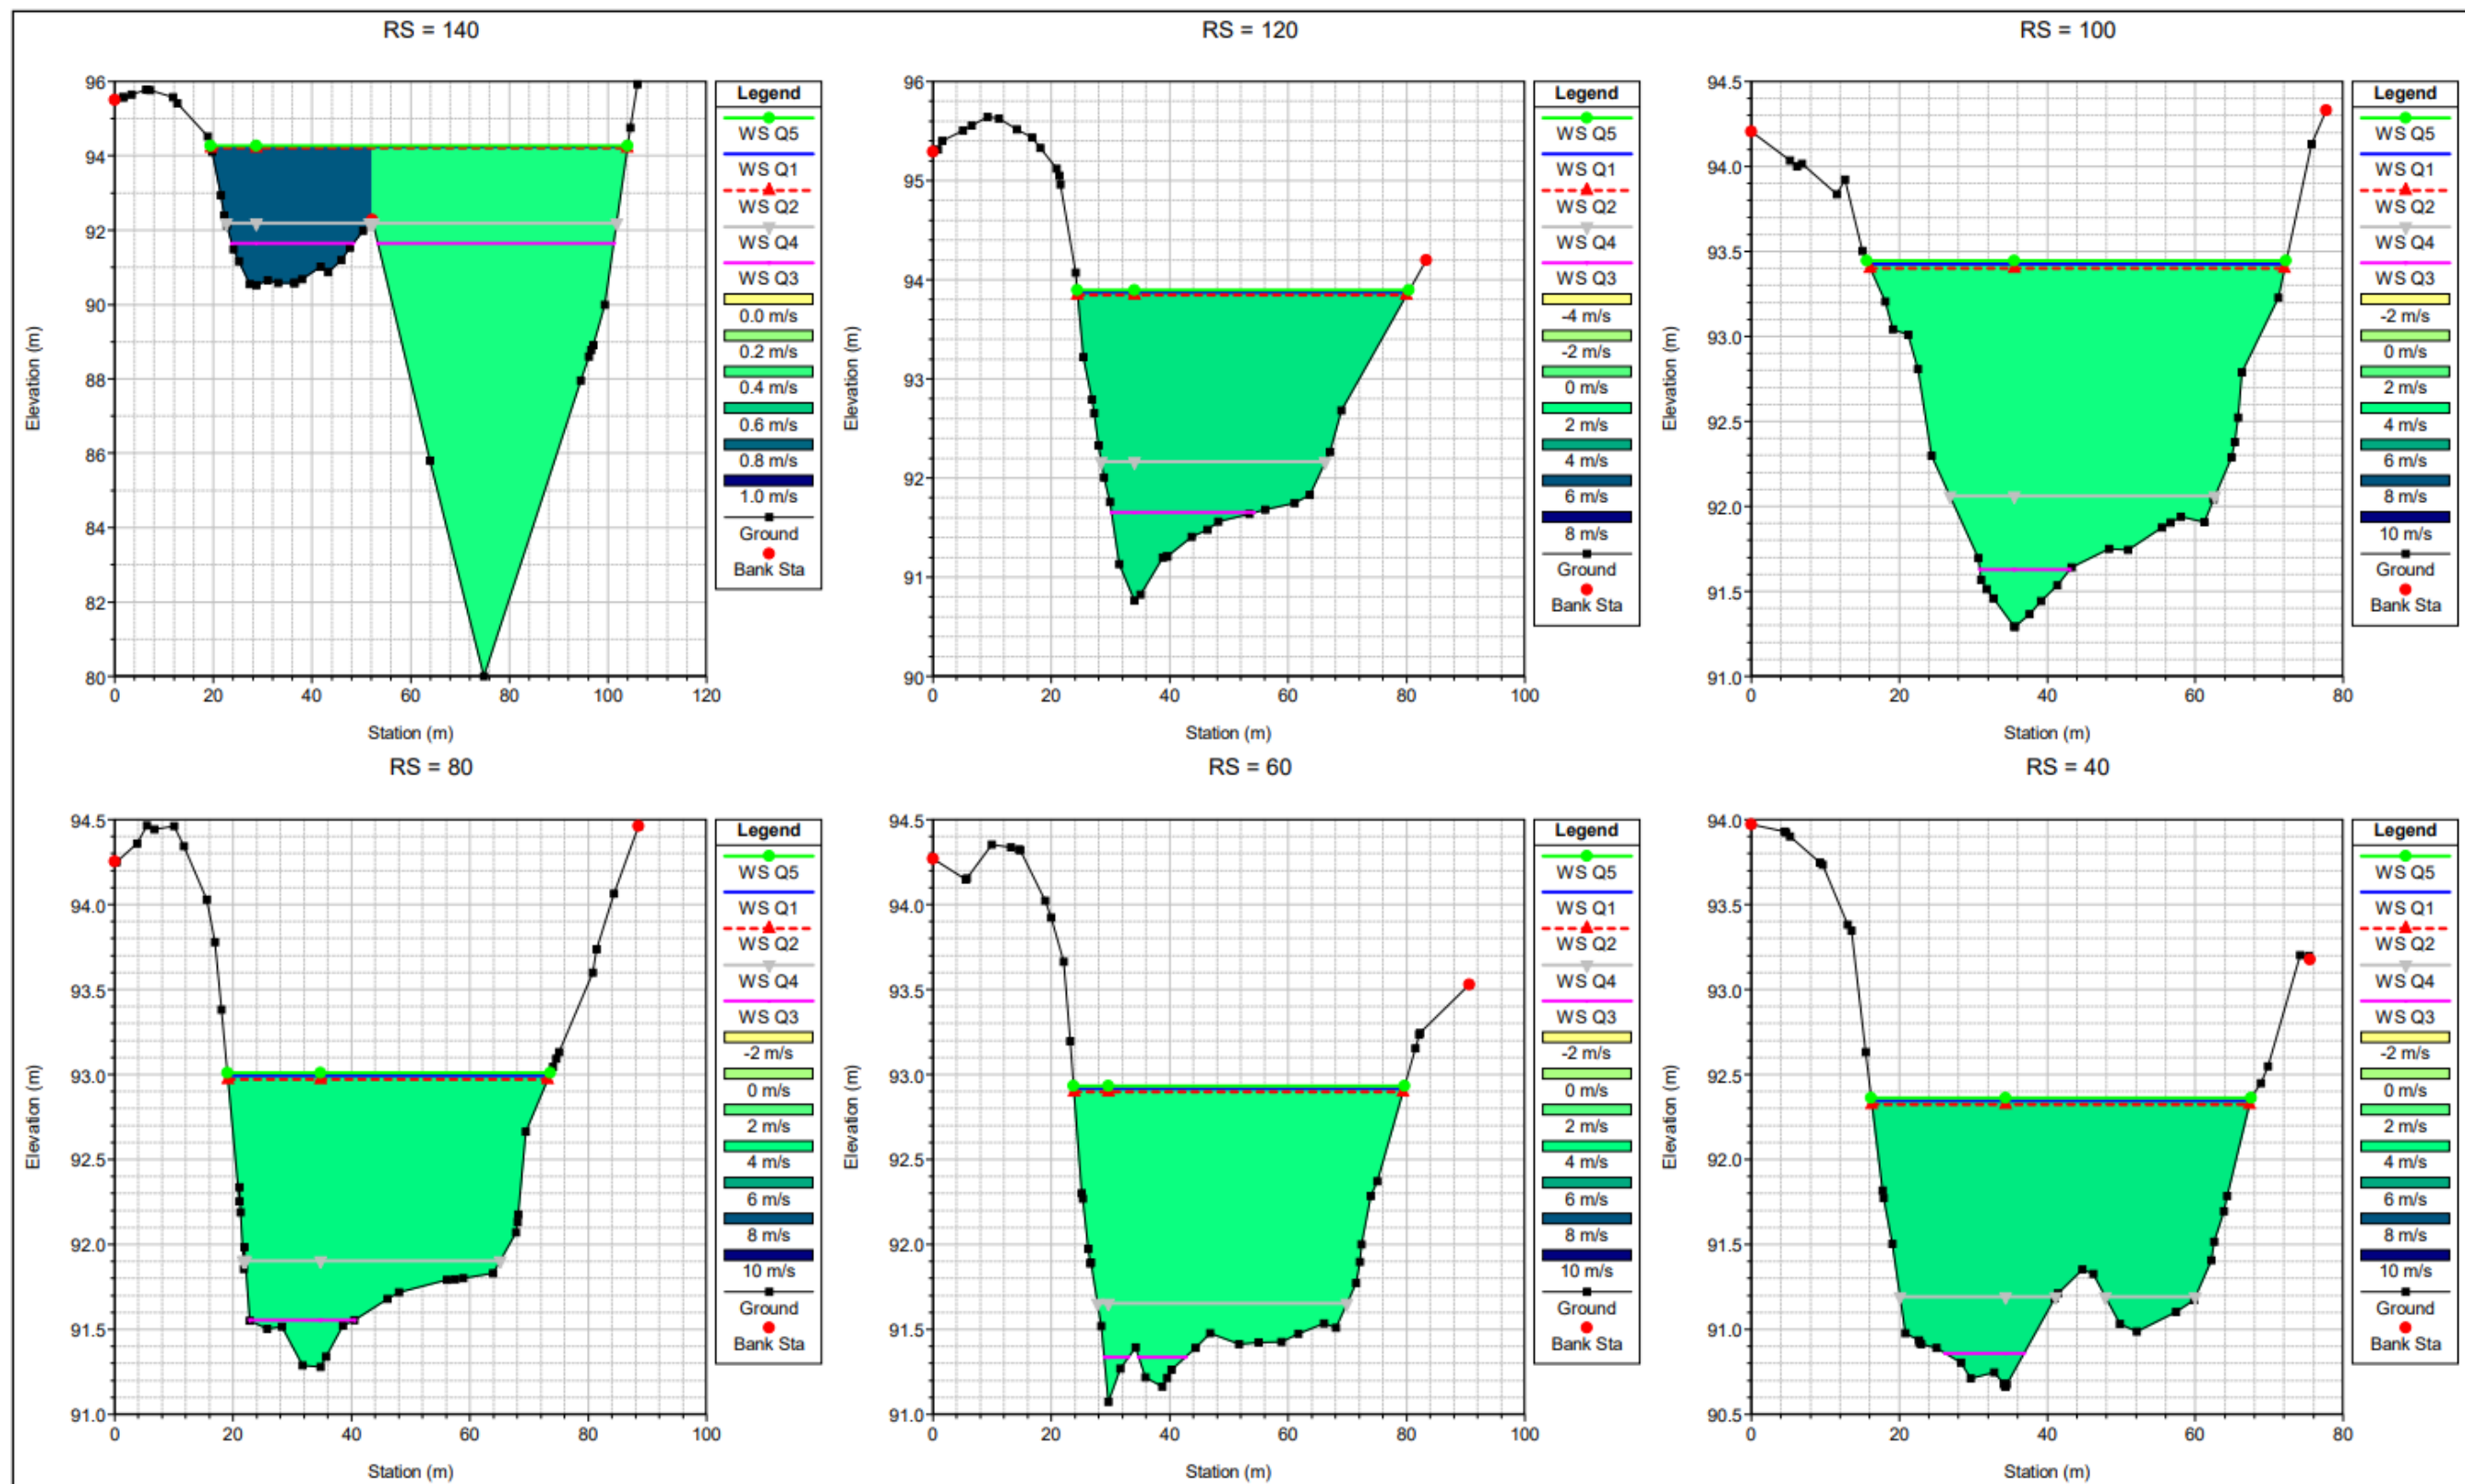 RS = 140
96
94
92
90
88
86
84
82
80
0
20
40
60
80
100
120
Elevation (m)
Station (m)
Legend
WS Q5
WS Q1
WS Q2
WS Q4
WS Q3
0.0 m/s
0.2 m/s
0.4 m/s
0.6 m/s
0.8 m/s
1.0 m/s
Ground
Bank Sta
RS = 120
96
95
94
93
92
91
90
0
20
40
60
80
100
Elevation (m)
Station (m)
Legend
WS Q5
WS Q1
WS Q2
WS Q4
WS Q3
-4 m/s
-2 m/s
0 m/s
2 m/s
4 m/s
6 m/s
8 m/s
Ground
Bank Sta
RS = 100
94.5
94.0
93.5
93.0
92.5
92.0
91.5
91.0
0
20
40
60
80
Elevation (m)
Station (m)
Legend
WS Q5
WS Q1
WS Q2
WS Q4
WS Q3
-2 m/s
0 m/s
2 m/s
4 m/s
6 m/s
8 m/s
10 m/s
Ground
Bank Sta
RS = 80
94.5
94.0
93.5
93.0
92.5
92.0
91.5
91.0
0
20
40
60
80
100
Elevation (m)
Station (m)
Legend
WS Q5
WS Q1
WS Q2
WS Q4
WS Q3
-2 m/s
0 m/s
2 m/s
4 m/s
6 m/s
8 m/s
10 m/s
Ground
Bank Sta
RS = 60
94.5
94.0
93.5
93.0
92.5
92.0
91.5
91.0
0
20
40
60
80
100
Elevation (m)
Station (m)
Legend
WS Q5
WS Q1
WS Q2
WS Q4
WS Q3
-2 m/s
0 m/s
2 m/s
4 m/s
6 m/s
8 m/s
10 m/s
Ground
Bank Sta
RS = 40
94.0
93.5
93.0
92.5
92.0
91.5
91.0
90.5
0
20
40
60
80
Elevation (m)
Station (m)
Legend
WS Q5
WS Q1
WS Q2
WS Q4
WS Q3
-2 m/s
0 m/s
2 m/s
4 m/s
6 m/s
8 m/s
10 m/s
Ground
Bank Sta